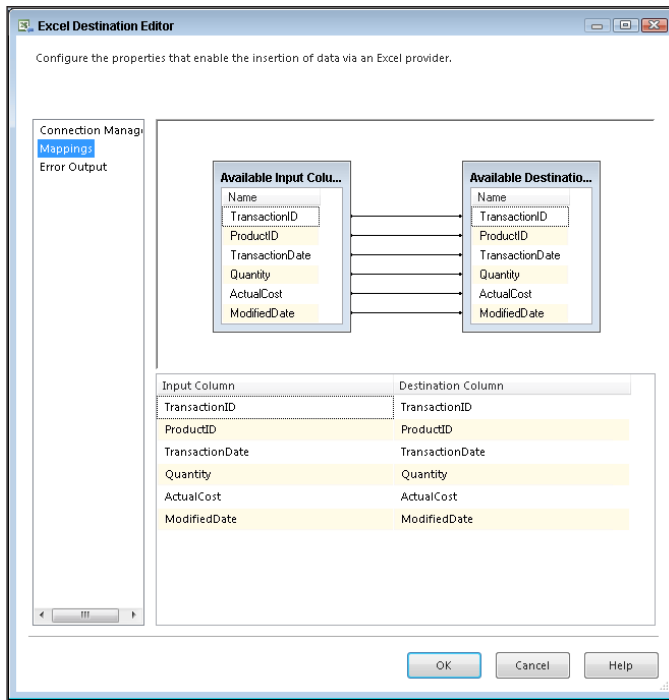 Excel Destination Editor
Configure the properties that enable the insertion of data via an Excel provider.
Connection Manag
Mappings
Error Output
Available Input Colu... Available Destinatio...
Name Name
TransactionID TransactionID
ProductID ProductID
TransactionDate TransactionDate
Quantity Quantity
ActualCost ActualCost
ModifiedDate ModifiedDate
Input Column Destination Column
TransactionID TransactionID
ProductID ProductID
TransactionDate TransactionDate
Quantity Quantity
ActualCost ActualCost
ModifiedDate ModifiedDate
OK Cancel Help